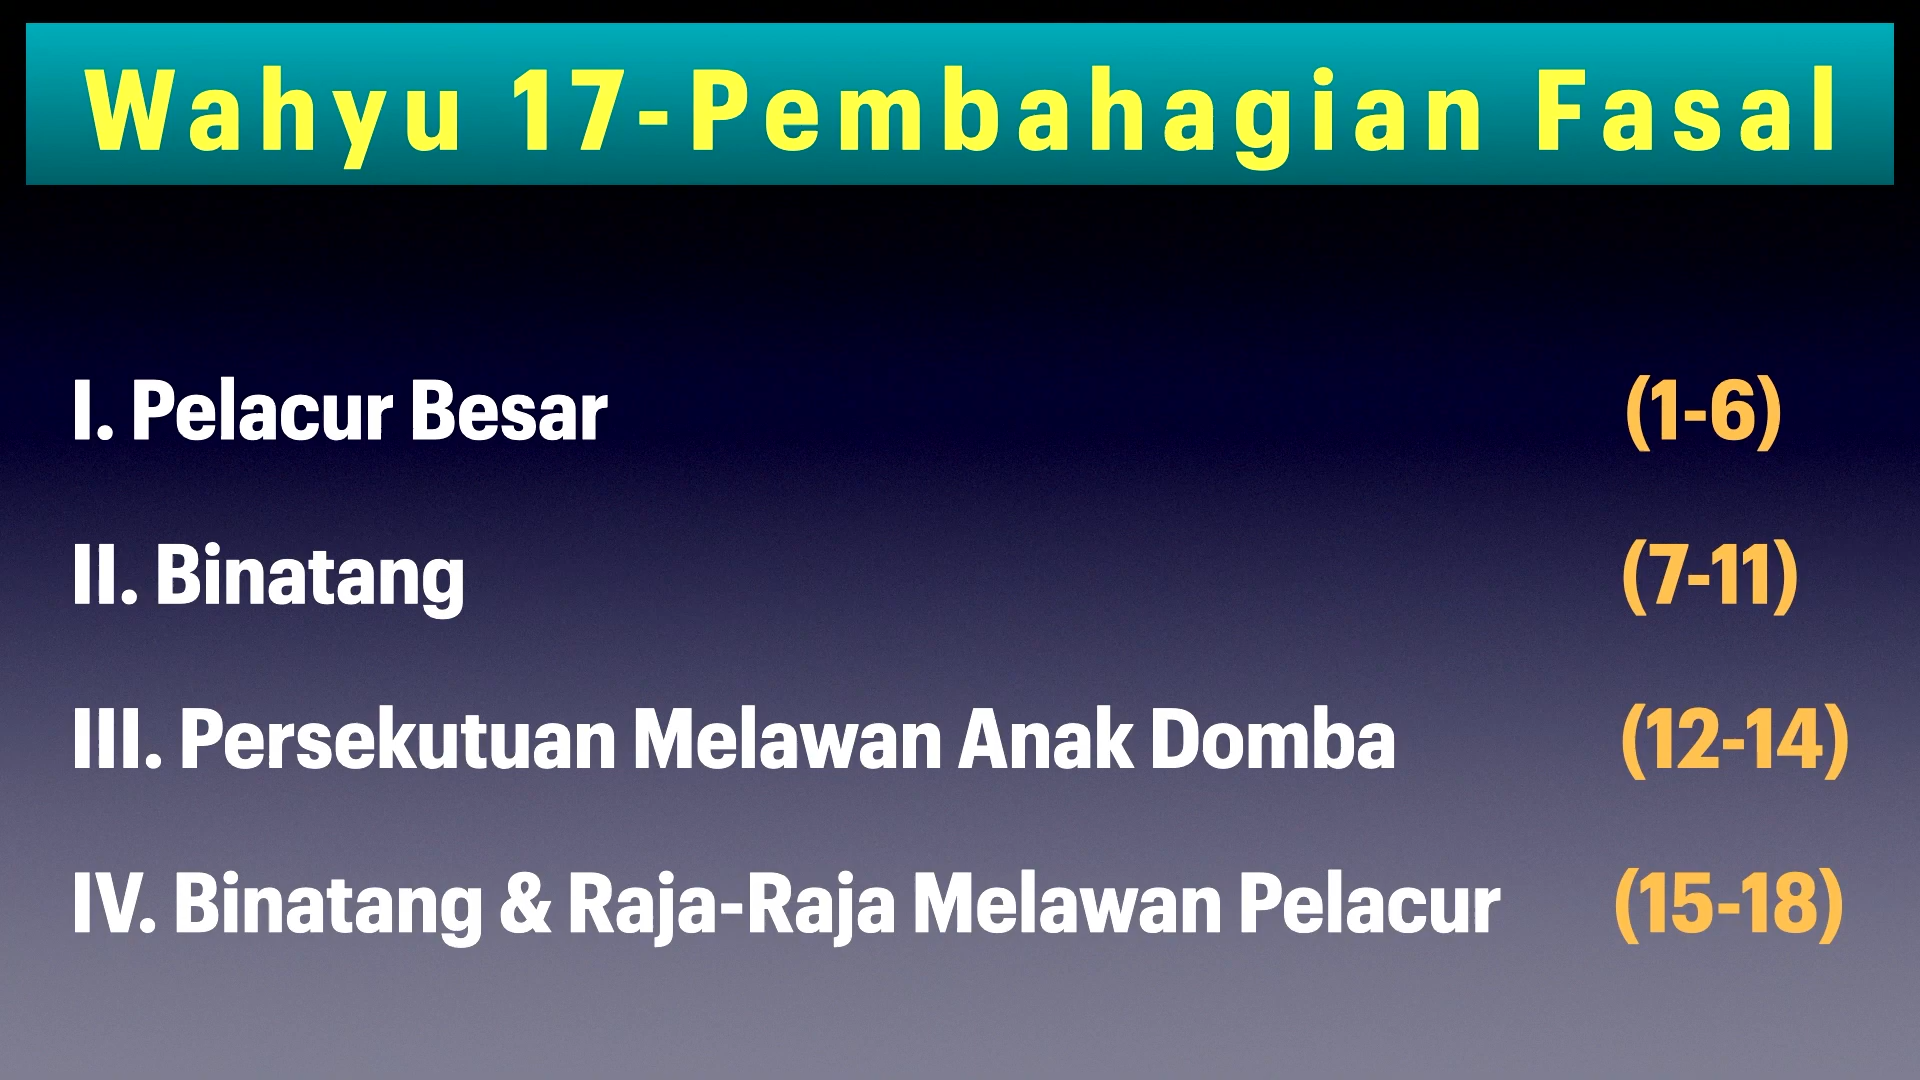 Wahyu 17-Pembahagian Fasal
I. Pelacur Besar (1-6)
II. Binatang (7-11)
III. Persekutuan Melawan Anak Domba (12-14)
IV. Binatang & Raja-Raja Melawan Pelacur (15-18)